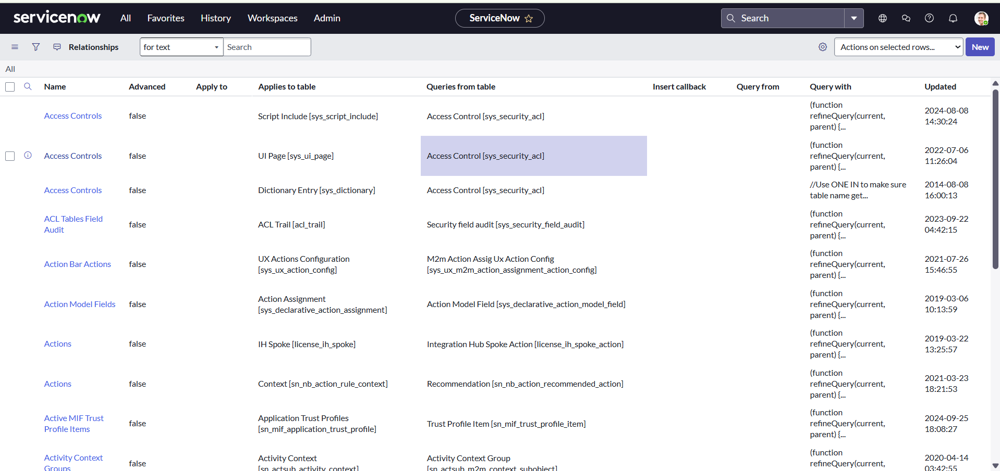 servicenow All Favorites History Workspaces Admin ServiceNow Search
Relationships for text Search Actions on selected rows... New
All
Name Advanced Apply to Applies to table Queries from table Insert callback Query from Query with Updated
Access Controls false Script Include [sys_script_include] Access Control [sys_security_acl] (function refineQuery(current, parent) {... 2024-08-08 14:30:24
Access Controls false UI Page [sys_ui_page] Access Control [sys_security_acl] (function refineQuery(current, parent) {... 2022-07-06 11:26:04
Access Controls false Dictionary Entry [sys_dictionary] Access Control [sys_security_acl] //Use ONE IN to make sure table name get... 2014-08-08 16:00:13
ACL Tables Field Audit false ACL Trail [acl_trail] Security field audit [sys_security_field_audit] (function refineQuery(current, parent) {... 2023-09-22 04:42:15
Action Bar Actions false UX Actions Configuration [sys_ux_action_config] M2m Action Assig Ux Action Config [sys_ux_m2m_action_assignment_action_config] (function refineQuery(current, parent) {... 2021-07-26 15:46:55
Action Model Fields false Action Assignment [sys_declarative_action_assignment] Action Model Field [sys_declarative_action_model_field] (function refineQuery(current, parent) {... 2019-03-06 10:13:59
Actions false IH Spoke [license_ih_spoke] Integration Hub Spoke Action [license_ih_spoke_action] (function refineQuery(current, parent) {... 2019-03-22 13:25:57
Actions false Context [sn_nb_action_rule_context] Recommendation [sn_nb_action_recommended_action] (function refineQuery(current, parent) {... 2021-03-23 18:21:53
Active MIF Trust Profile Items false Application Trust Profiles [sn_mif_application_trust_profile] Trust Profile Item [sn_mif_trust_profile_item] (function refineQuery(current, parent) {... 2024-09-25 18:08:27
Activity Context Groups false Activity Context [sn_actsub_activity_context] Activity Context Group [sn_actsub_m2m_context_subobject] (function refineQuery(current, 2020-04-14 03:42:55